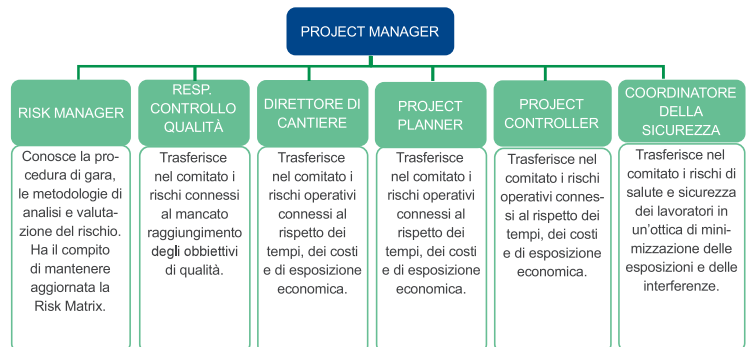 PROJECT MANAGER
RISK MANAGER
Conosce la pro-
cedura di gara,
le metodologie di
analisi e valuta-
zione del rischio.
Ha il compito
di mantenere
aggiornata la
Risk Matrix.
RESP.
CONTROLLO
QUALITÀ
Trasferisce
nel comitato i
rischi connessi
al mancato
raggiungimento
degli obbiettivi
di qualità.
DIRETTORE DI
CANTIERE
Trasferisce nel
comitato i
rischi operativi
connessi al
rispetto dei
tempi, dei costi
e di esposizione
economica.
PROJECT
PLANNER
Trasferisce nel
comitato i
rischi operativi
connessi al
rispetto dei
tempi, dei costi
e di esposizione
economica.
PROJECT
CONTROLLER
Trasferisce nel
comitato i rischi
operativi connes-
si al rispetto dei
tempi, dei costi
e di esposizione
economica.
COORDINATORE
DELLA
SICUREZZA
Trasferisce nel
comitato i rischi di
salute e sicurezza
dei lavoratori in
un’ottica di mini-
mizzazione delle
esposizioni e delle
interferenze.